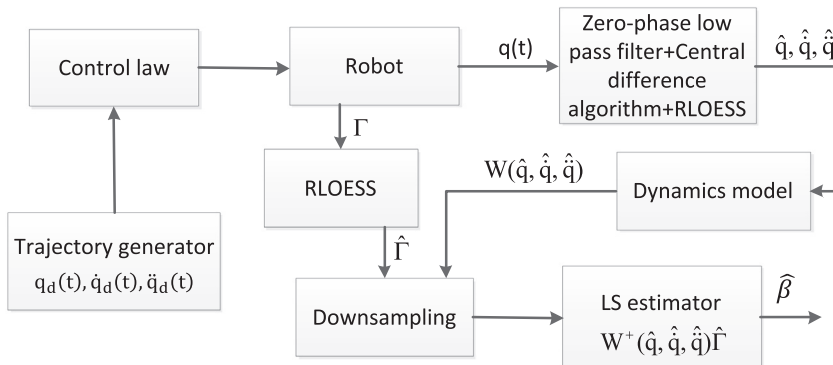 Control law
Robot
q(t)
Zero-phase low
pass filter+Central
difference
algorithm+RLOESS
q̂, q̇̂, q̈̂
Γ
RLOESS
W(q̂, q̇̂, q̈̂)
Dynamics model
Trajectory generator
q_d(t), q̇_d(t), q̈_d(t)
Γ̂
Downsampling
LS estimator
W⁺(q̂, q̇̂, q̈̂)Γ̂
β̂